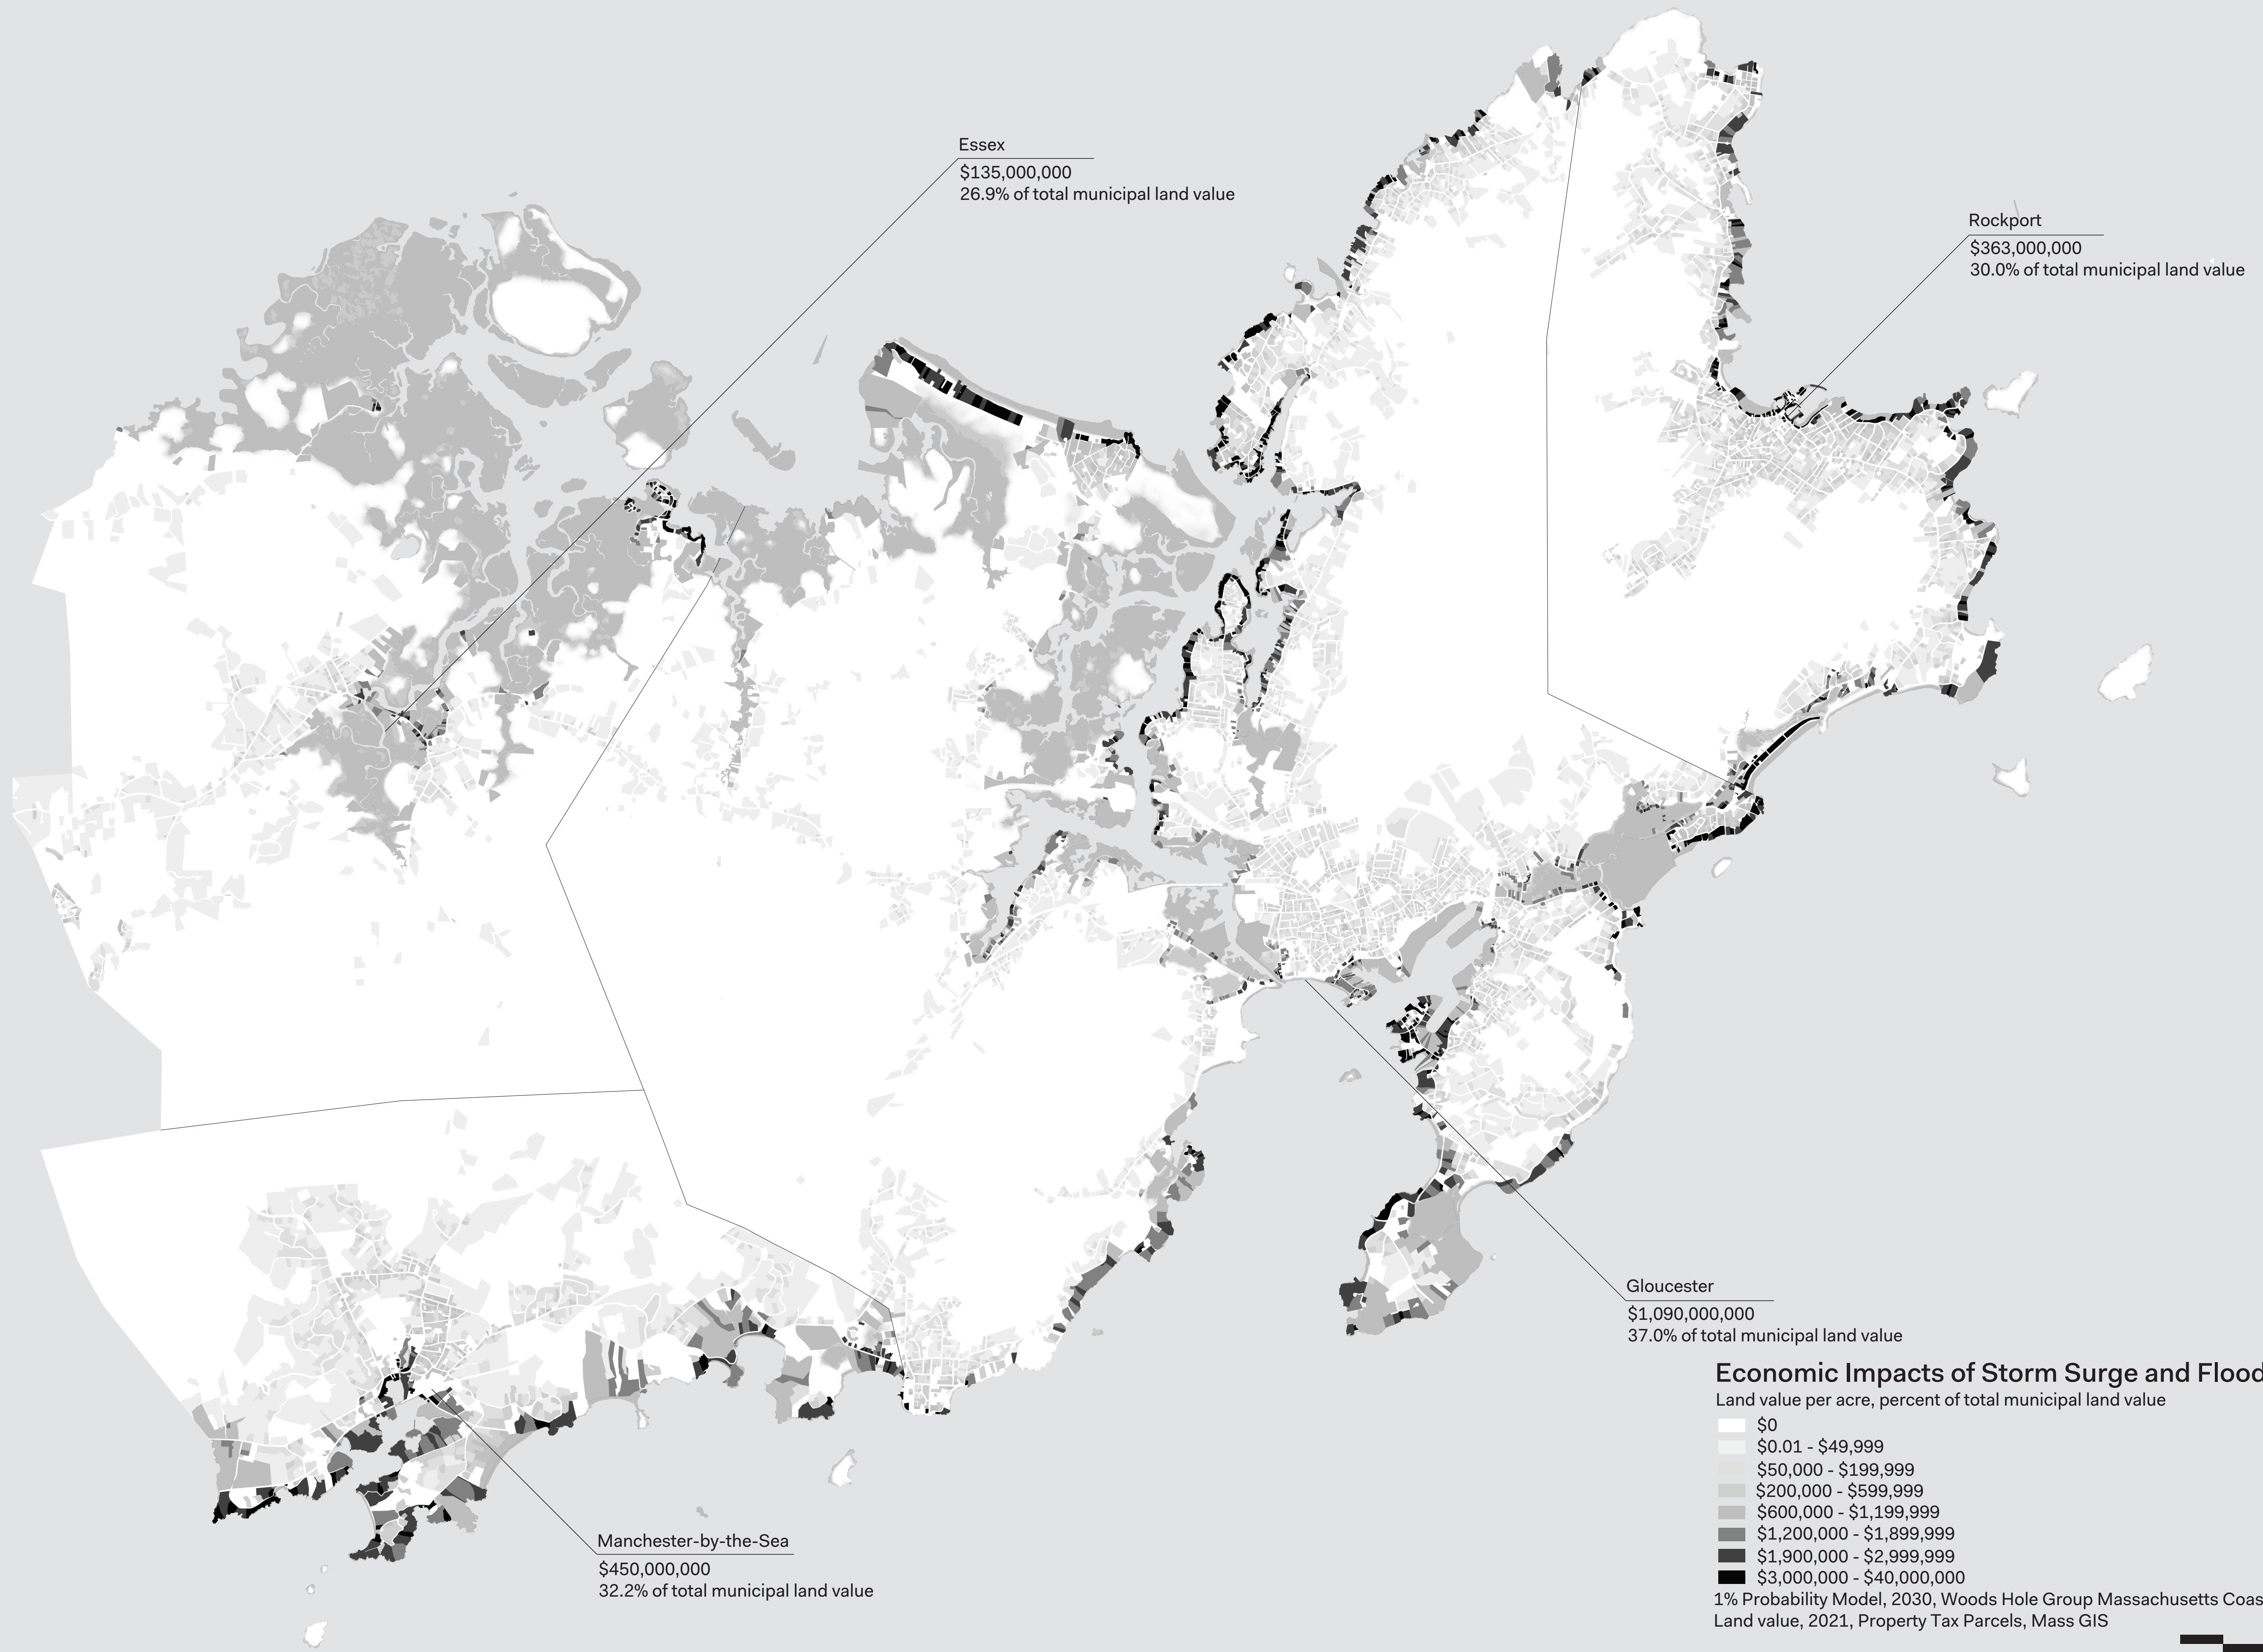 Essex
$135,000,000
26.9% of total municipal land value
Rockport
$363,000,000
30.0% of total municipal land value
Gloucester
$1,090,000,000
37.0% of total municipal land value
Manchester-by-the-Sea
$450,000,000
32.2% of total municipal land value
Economic Impacts of Storm Surge and Flood
Land value per acre, percent of total municipal land value
$0
$0.01 - $49,999
$50,000 - $199,999
$200,000 - $599,999
$600,000 - $1,199,999
$1,200,000 - $1,899,999
$1,900,000 - $2,999,999
$3,000,000 - $40,000,000
1% Probability Model, 2030, Woods Hole Group Massachusetts Coas
Land value, 2021, Property Tax Parcels, Mass GIS